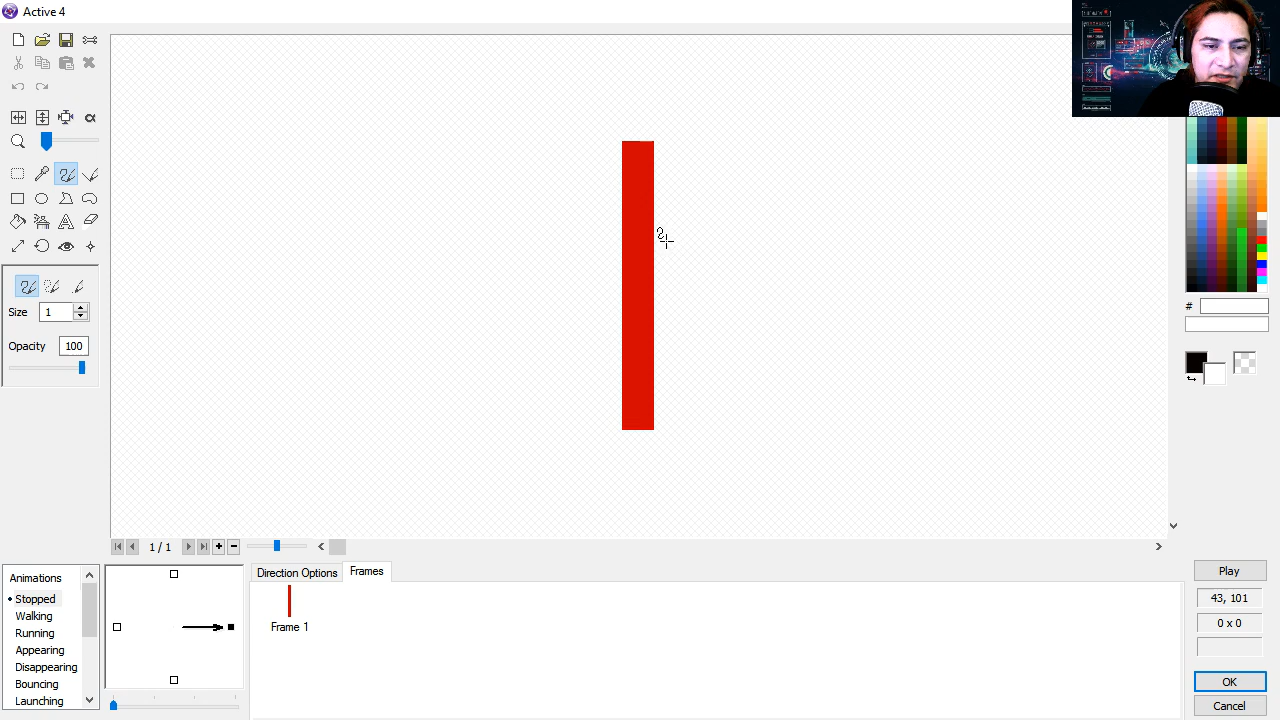 Active 4
Size 1
Opacity 100
#
1 / 1
Animations
Stopped
Walking
Running
Appearing
Disappearing
Bouncing
Launching
Direction Options
Frames
Frame 1
Play
43, 101
0 x 0
OK
Cancel